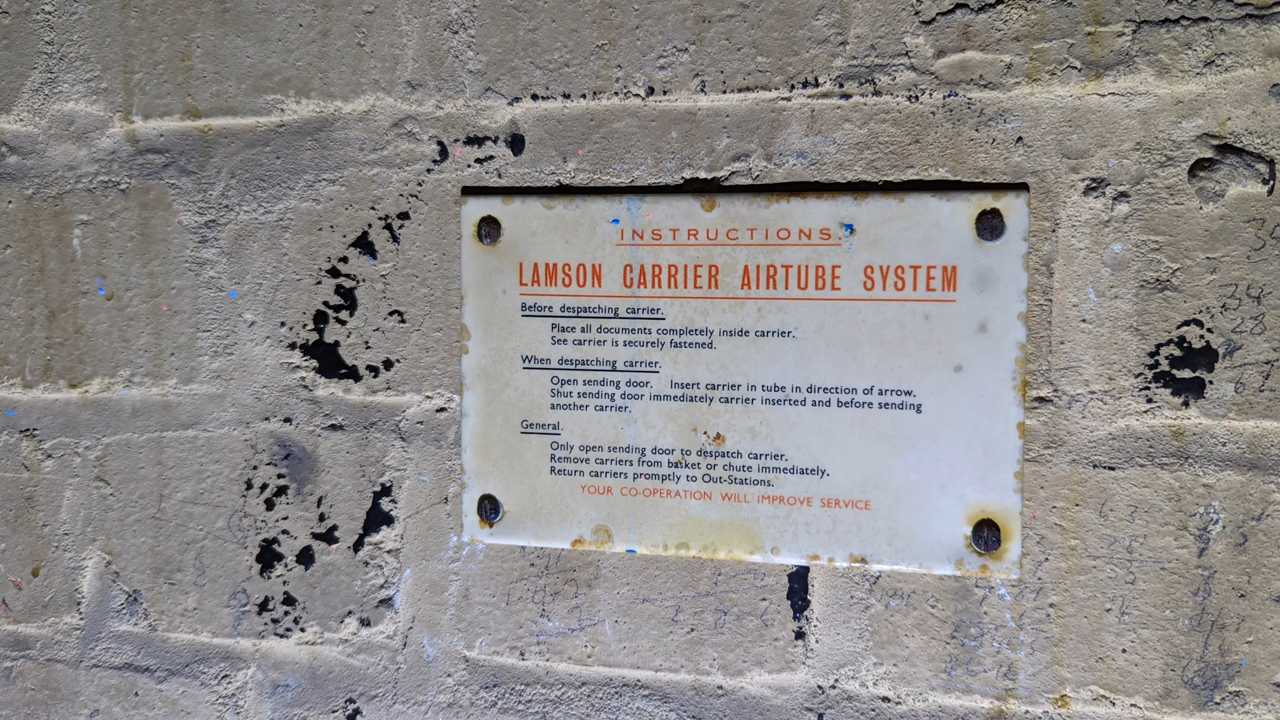 INSTRUCTIONS.
LAMSON CARRIER AIRTUBE SYSTEM
Before despatching carrier.
Place all documents completely inside carrier.
See carrier is securely fastened.
When despatching carrier.
Open sending door. Insert carrier in tube in direction of arrow.
Shut sending door immediately carrier inserted and before sending
another carrier.
General.
Only open sending door to despatch carrier.
Remove carriers from basket or chute immediately.
Return carriers promptly to Out-Stations.
YOUR CO-OPERATION WILL IMPROVE SERVICE